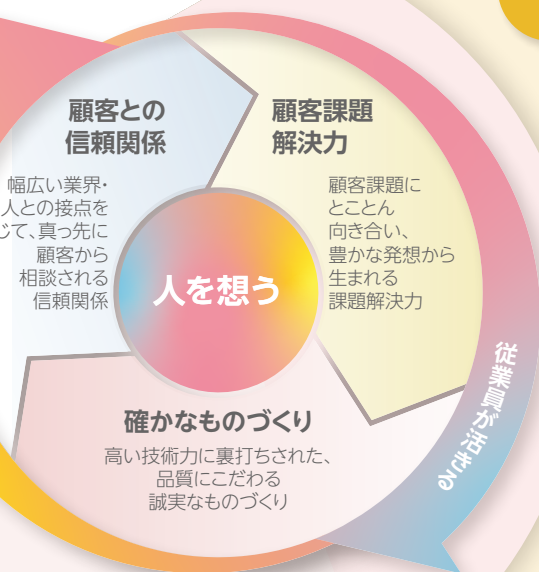 顧客との
信頼関係
幅広い業界・
人との接点を
じて、真っ先に
顧客から
相談される
信頼関係
顧客課題
解決力
顧客課題に
とことん
向き合い、
豊かな発想から
生まれる
課題解決力
人を想う
確かなものづくり
高い技術力に裏打ちされた、
品質にこだわる
誠実なものづくり
従業員が活きる